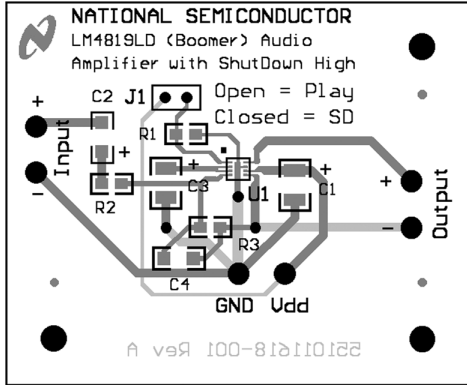 NATIONAL SEMICONDUCTOR
LM4819LD (Boomer) Audio
Amplifier with ShutDown High
J1
Open = Play
Closed = SD
+
C2
R1
Input
+
+
+
-
R2
C3
U1
C1
+
Output
-
R3
C4
GND Vdd
551011618-001 Rev A